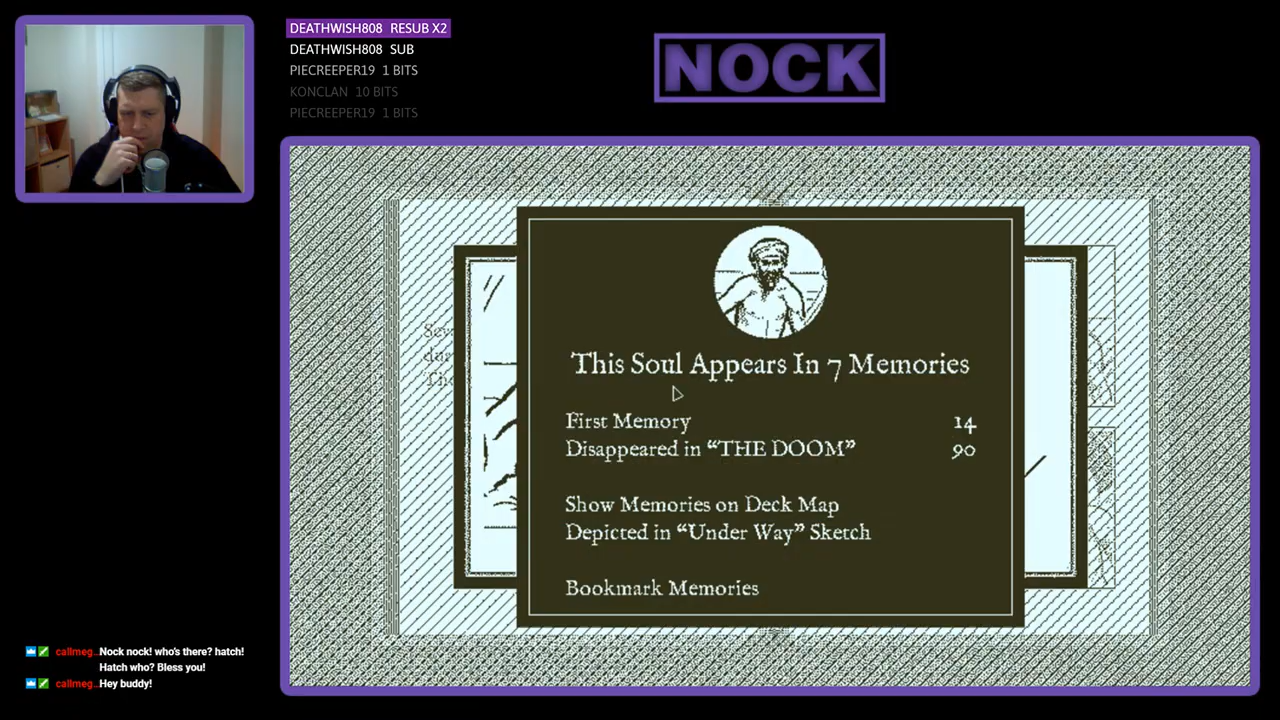 DEATHWISH808 RESUB X2
DEATHWISH808 SUB
PIECREEPER19 1 BITS
KONCLAN 10 BITS
PIECREEPER19 1 BITS
NOCK
This Soul Appears In 7 Memories
First Memory 14
Disappeared in “THE DOOM” 90
Show Memories on Deck Map
Depicted in “Under Way” Sketch
Bookmark Memories
callmeg... Nock nock! who's there? hatch!
Hatch who? Bless you!
callmeg... Hey buddy!